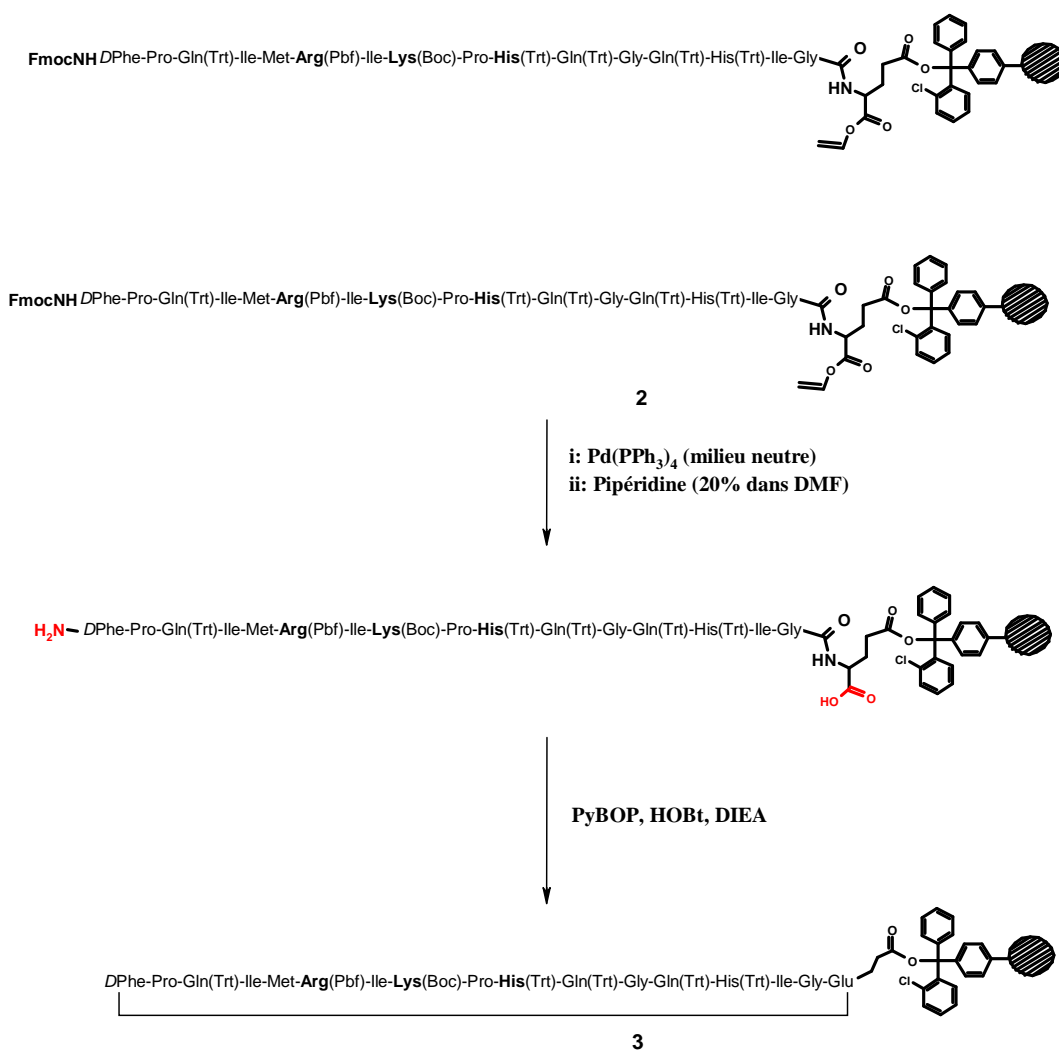 FmocNH DPhe-Pro-Gln(Trt)-Ile-Met-Arg(Pbf)-Ile-Lys(Boc)-Pro-His(Trt)-Gln(Trt)-Gly-Gln(Trt)-His(Trt)-Ile-Gly
O
HN
O
O
O
O
Cl
FmocNH DPhe-Pro-Gln(Trt)-Ile-Met-Arg(Pbf)-Ile-Lys(Boc)-Pro-His(Trt)-Gln(Trt)-Gly-Gln(Trt)-His(Trt)-Ile-Gly
O
HN
O
O
O
O
Cl
2
i: Pd(PPh3)4 (milieu neutre)
ii: Pipéridine (20% dans DMF)
H2N DPhe-Pro-Gln(Trt)-Ile-Met-Arg(Pbf)-Ile-Lys(Boc)-Pro-His(Trt)-Gln(Trt)-Gly-Gln(Trt)-His(Trt)-Ile-Gly
O
HN
HO
O
O
O
Cl
PyBOP, HOBt, DIEA
DPhe-Pro-Gln(Trt)-Ile-Met-Arg(Pbf)-Ile-Lys(Boc)-Pro-His(Trt)-Gln(Trt)-Gly-Gln(Trt)-His(Trt)-Ile-Gly-Glu
O
O
Cl
3